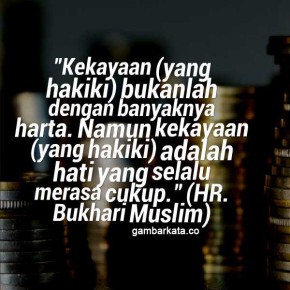 "Kekayaan (yang
hakiki) bukanlah
dengan banyaknya
harta. Namun kekayaan
(yang hakiki) adalah
hati yang selalu
merasa cukup." (HR.
Bukhari Muslim)
gambarkata.co